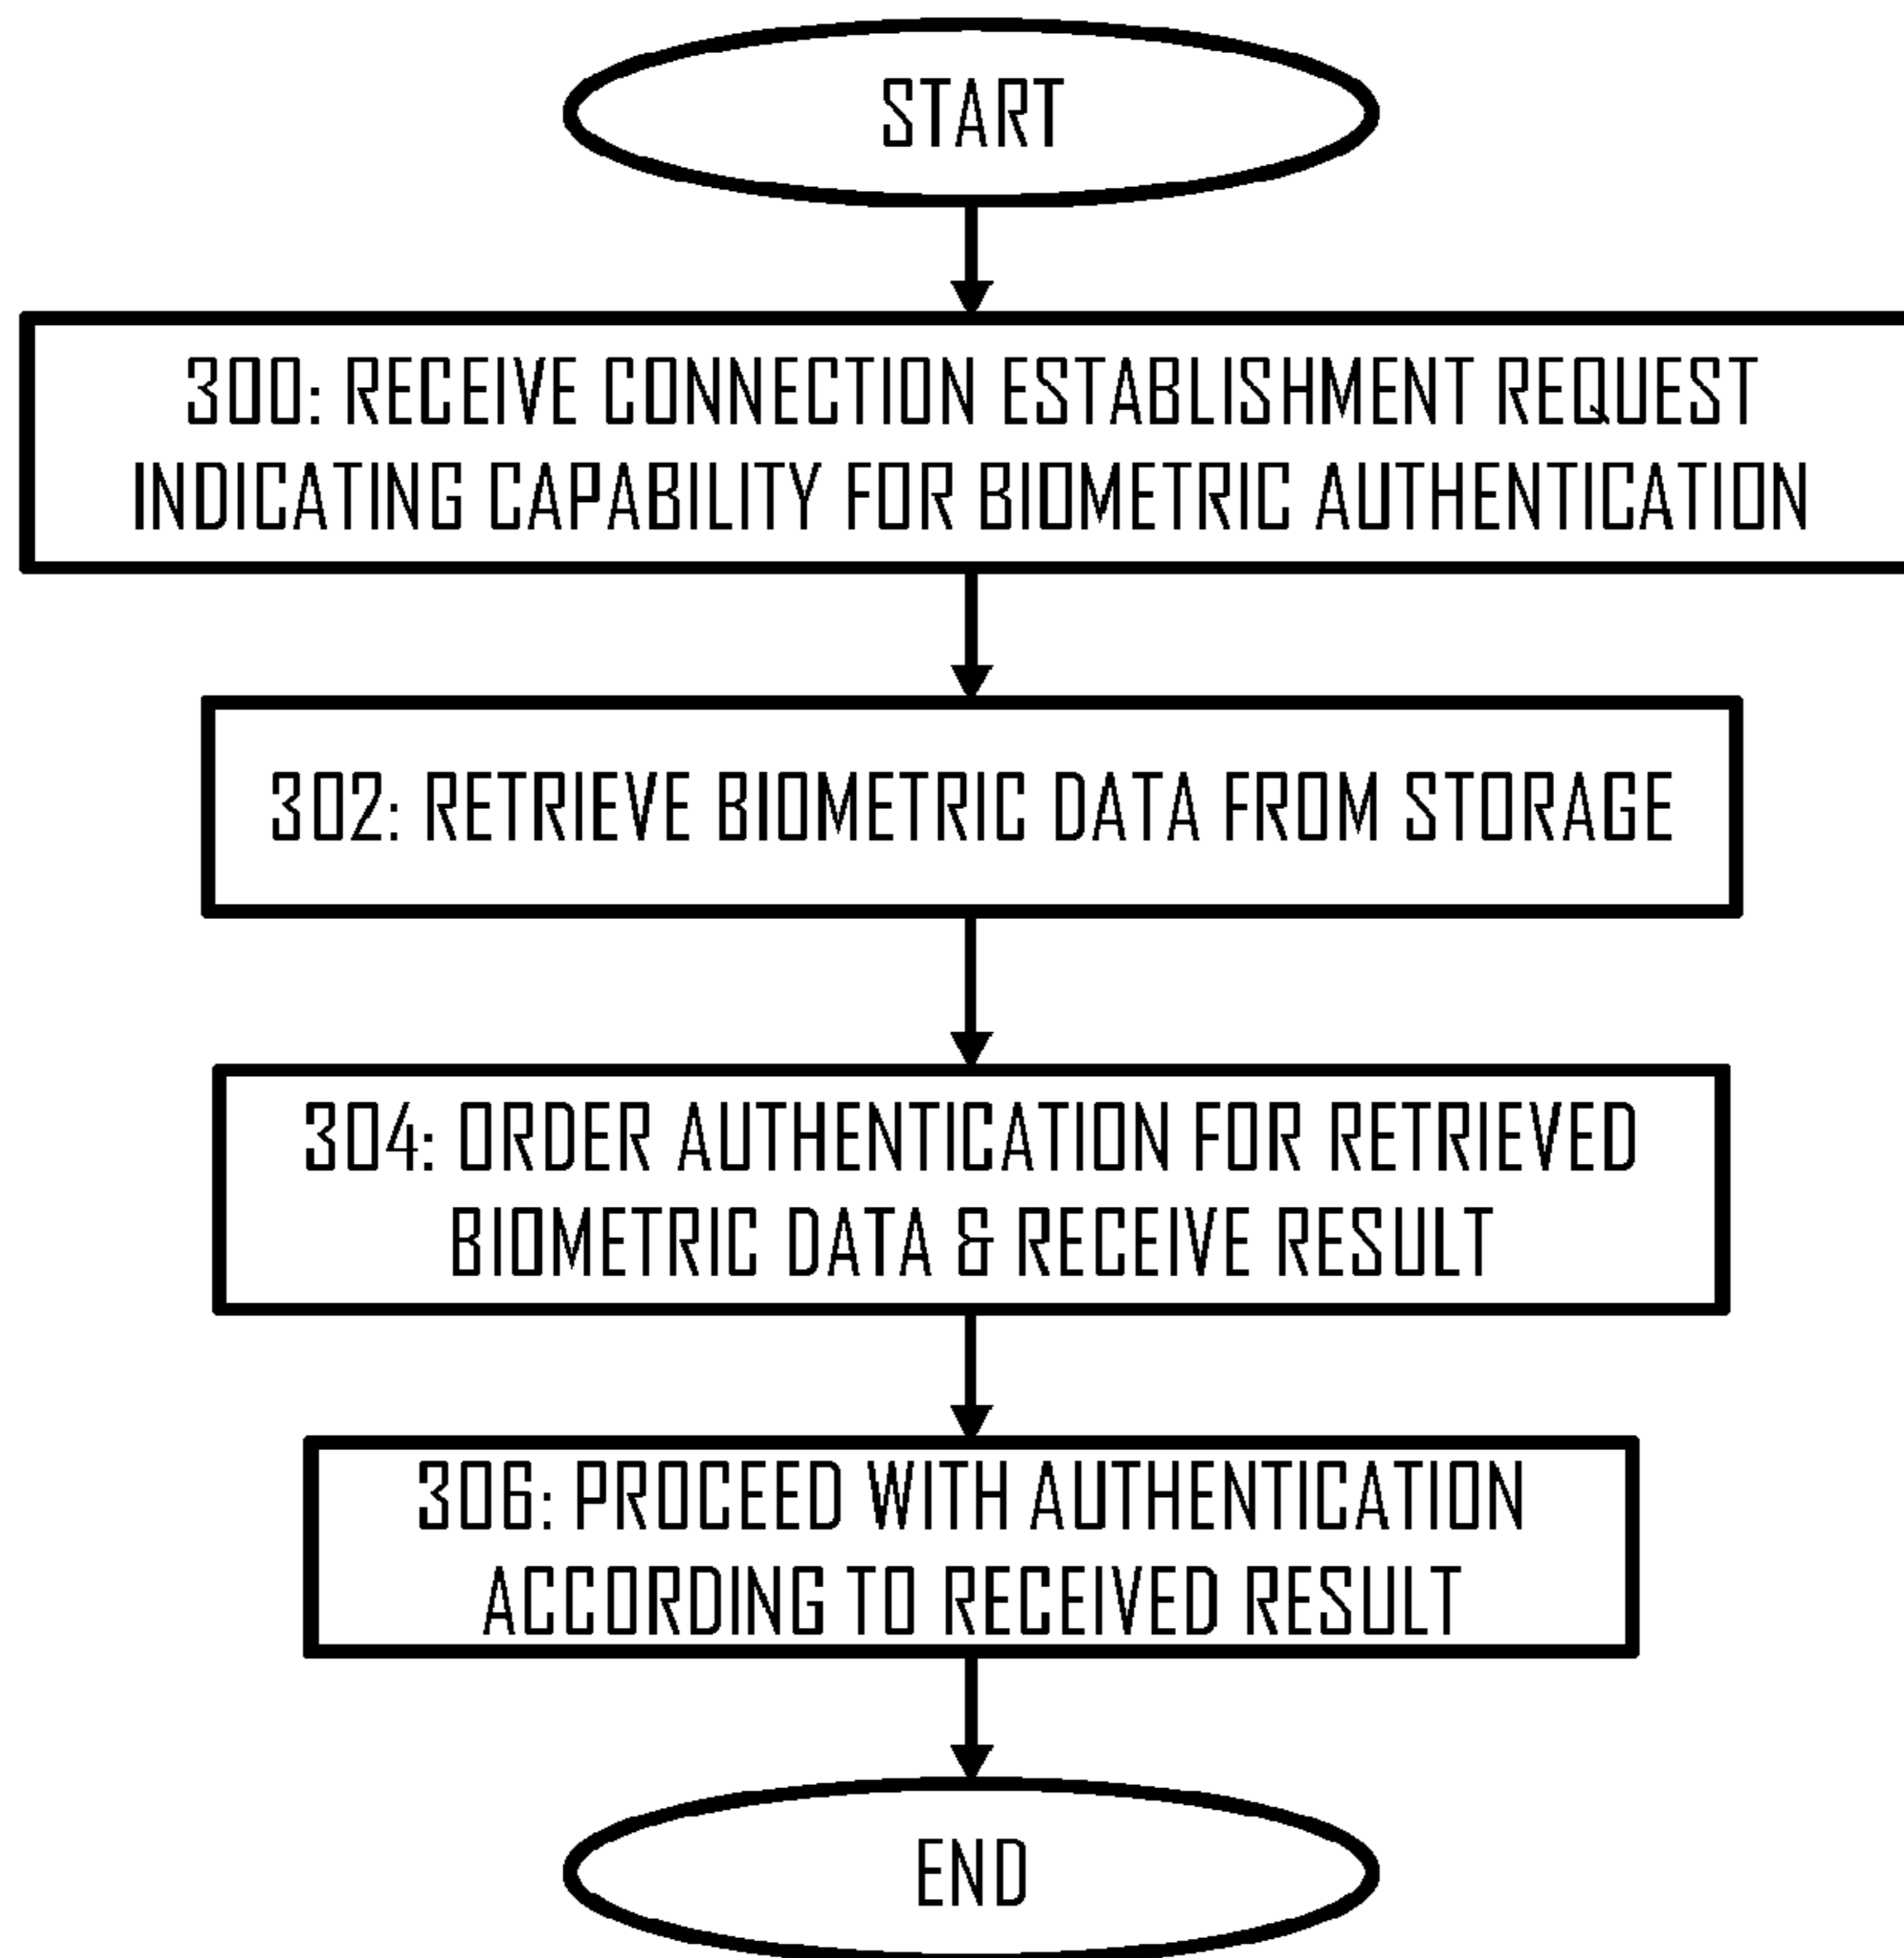 START
300: RECEIVE CONNECTION ESTABLISHMENT REQUEST
INDICATING CAPABILITY FOR BIOMETRIC AUTHENTICATION
302: RETRIEVE BIOMETRIC DATA FROM STORAGE
304: ORDER AUTHENTICATION FOR RETRIEVED
BIOMETRIC DATA & RECEIVE RESULT
306: PROCEED WITH AUTHENTICATION
ACCORDING TO RECEIVED RESULT
END